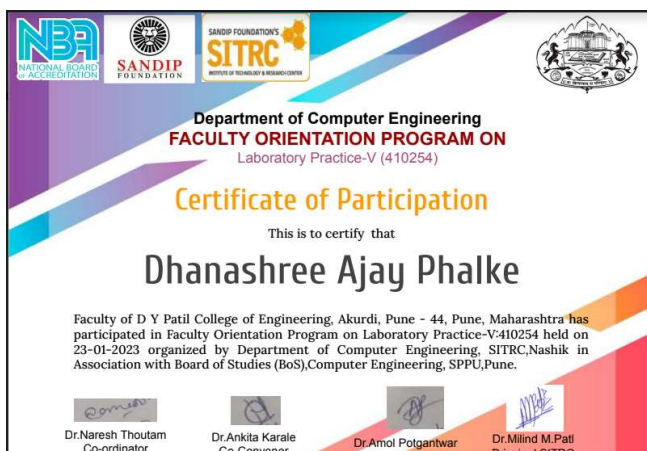 NBA
NATIONAL BOARD
of ACCREDITATION
SANDIP
FOUNDATION
SANDIP FOUNDATION'S
SITRC
INSTITUTE OF TECHNOLOGY & RESEARCH CENTER
Department of Computer Engineering
FACULTY ORIENTATION PROGRAM ON
Laboratory Practice-V (410254)
Certificate of Participation
This is to certify that
Dhanashree Ajay Phalke
Faculty of D Y Patil College of Engineering, Akurdi, Pune - 44, Pune, Maharashtra has
participated in Faculty Orientation Program on Laboratory Practice-V:410254 held on
23-01-2023 organized by Department of Computer Engineering, SITRC,Nashik in
Association with Board of Studies (BoS),Computer Engineering, SPPU,Pune.
Dr.Naresh Thoutam
Co-ordinator
Dr.Ankita Karale
Co-Convenor
Dr.Amol Potgantwar
Dr.Milind M.Patl
Principal SITRC